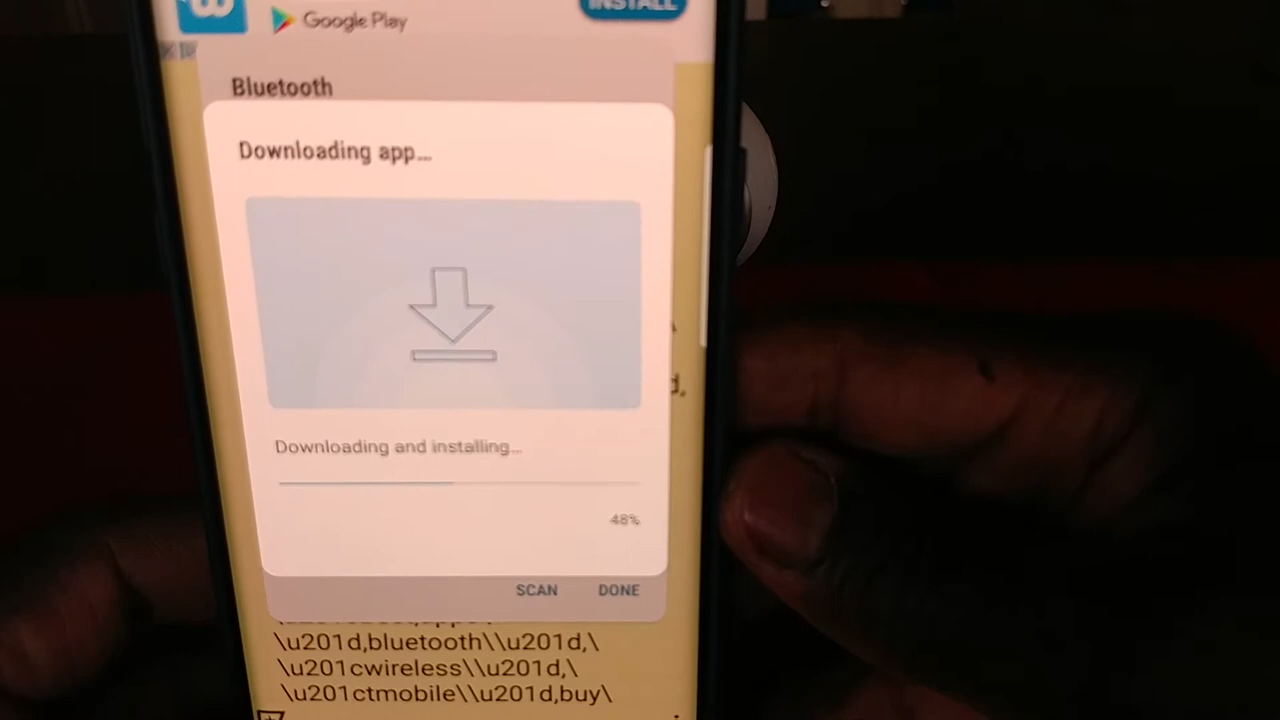 Google Play
INSTALL
Bluetooth
Downloading app...
d,
Downloading and installing...
48%
SCAN DONE
\u201d,bluetooth\\u201d,\
\u201cwireless\\u201d,\
\u201ctmobile\\u201d,buy\